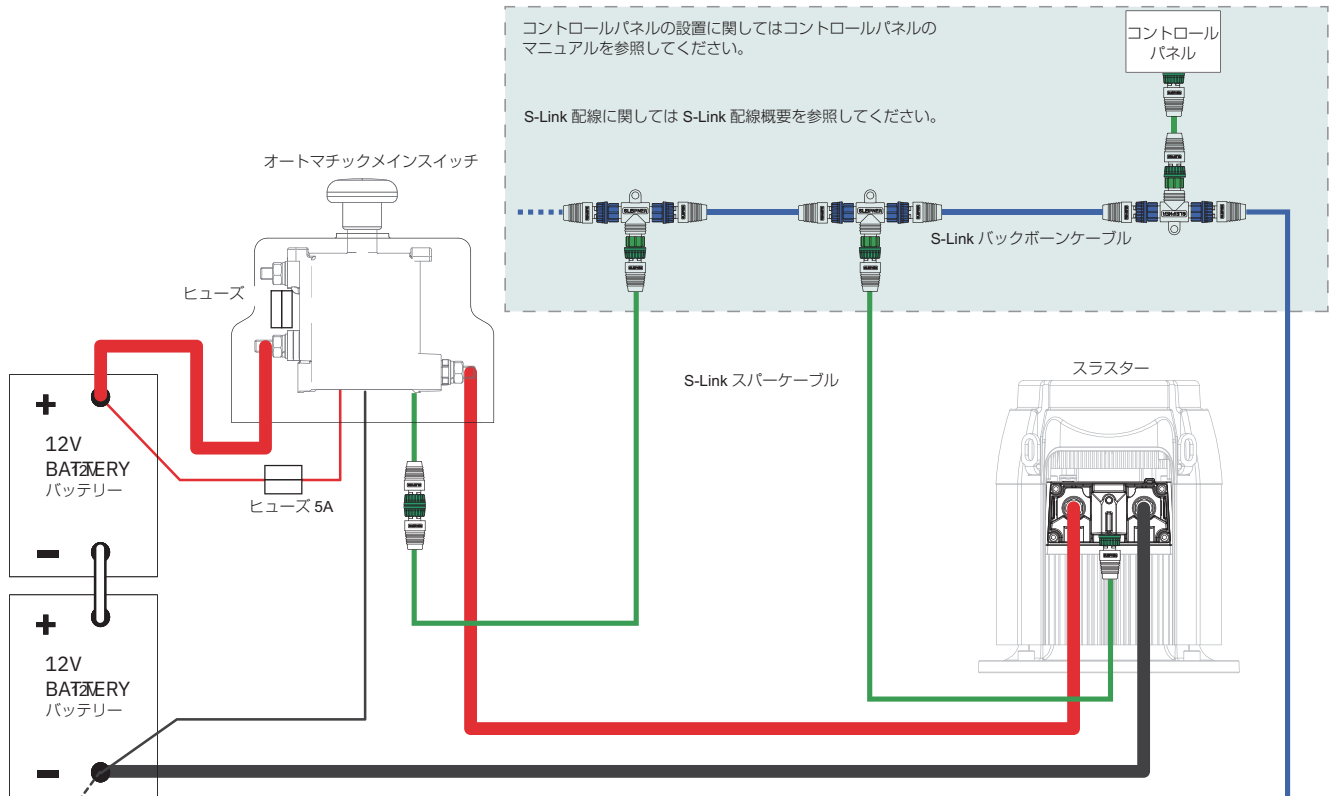 コントロールパネルの設置に関してはコントロールパネルの
マニュアルを参照してください。
コントロール
パネル
S-Link 配線に関しては S-Link 配線概要を参照してください。
オートマチックメインスイッチ
S-Link バックボーンケーブル
ヒューズ
S-Link スパーケーブル
スラスター
+
12V
バッテリー
ヒューズ 5A
−
+
12V
バッテリー
−